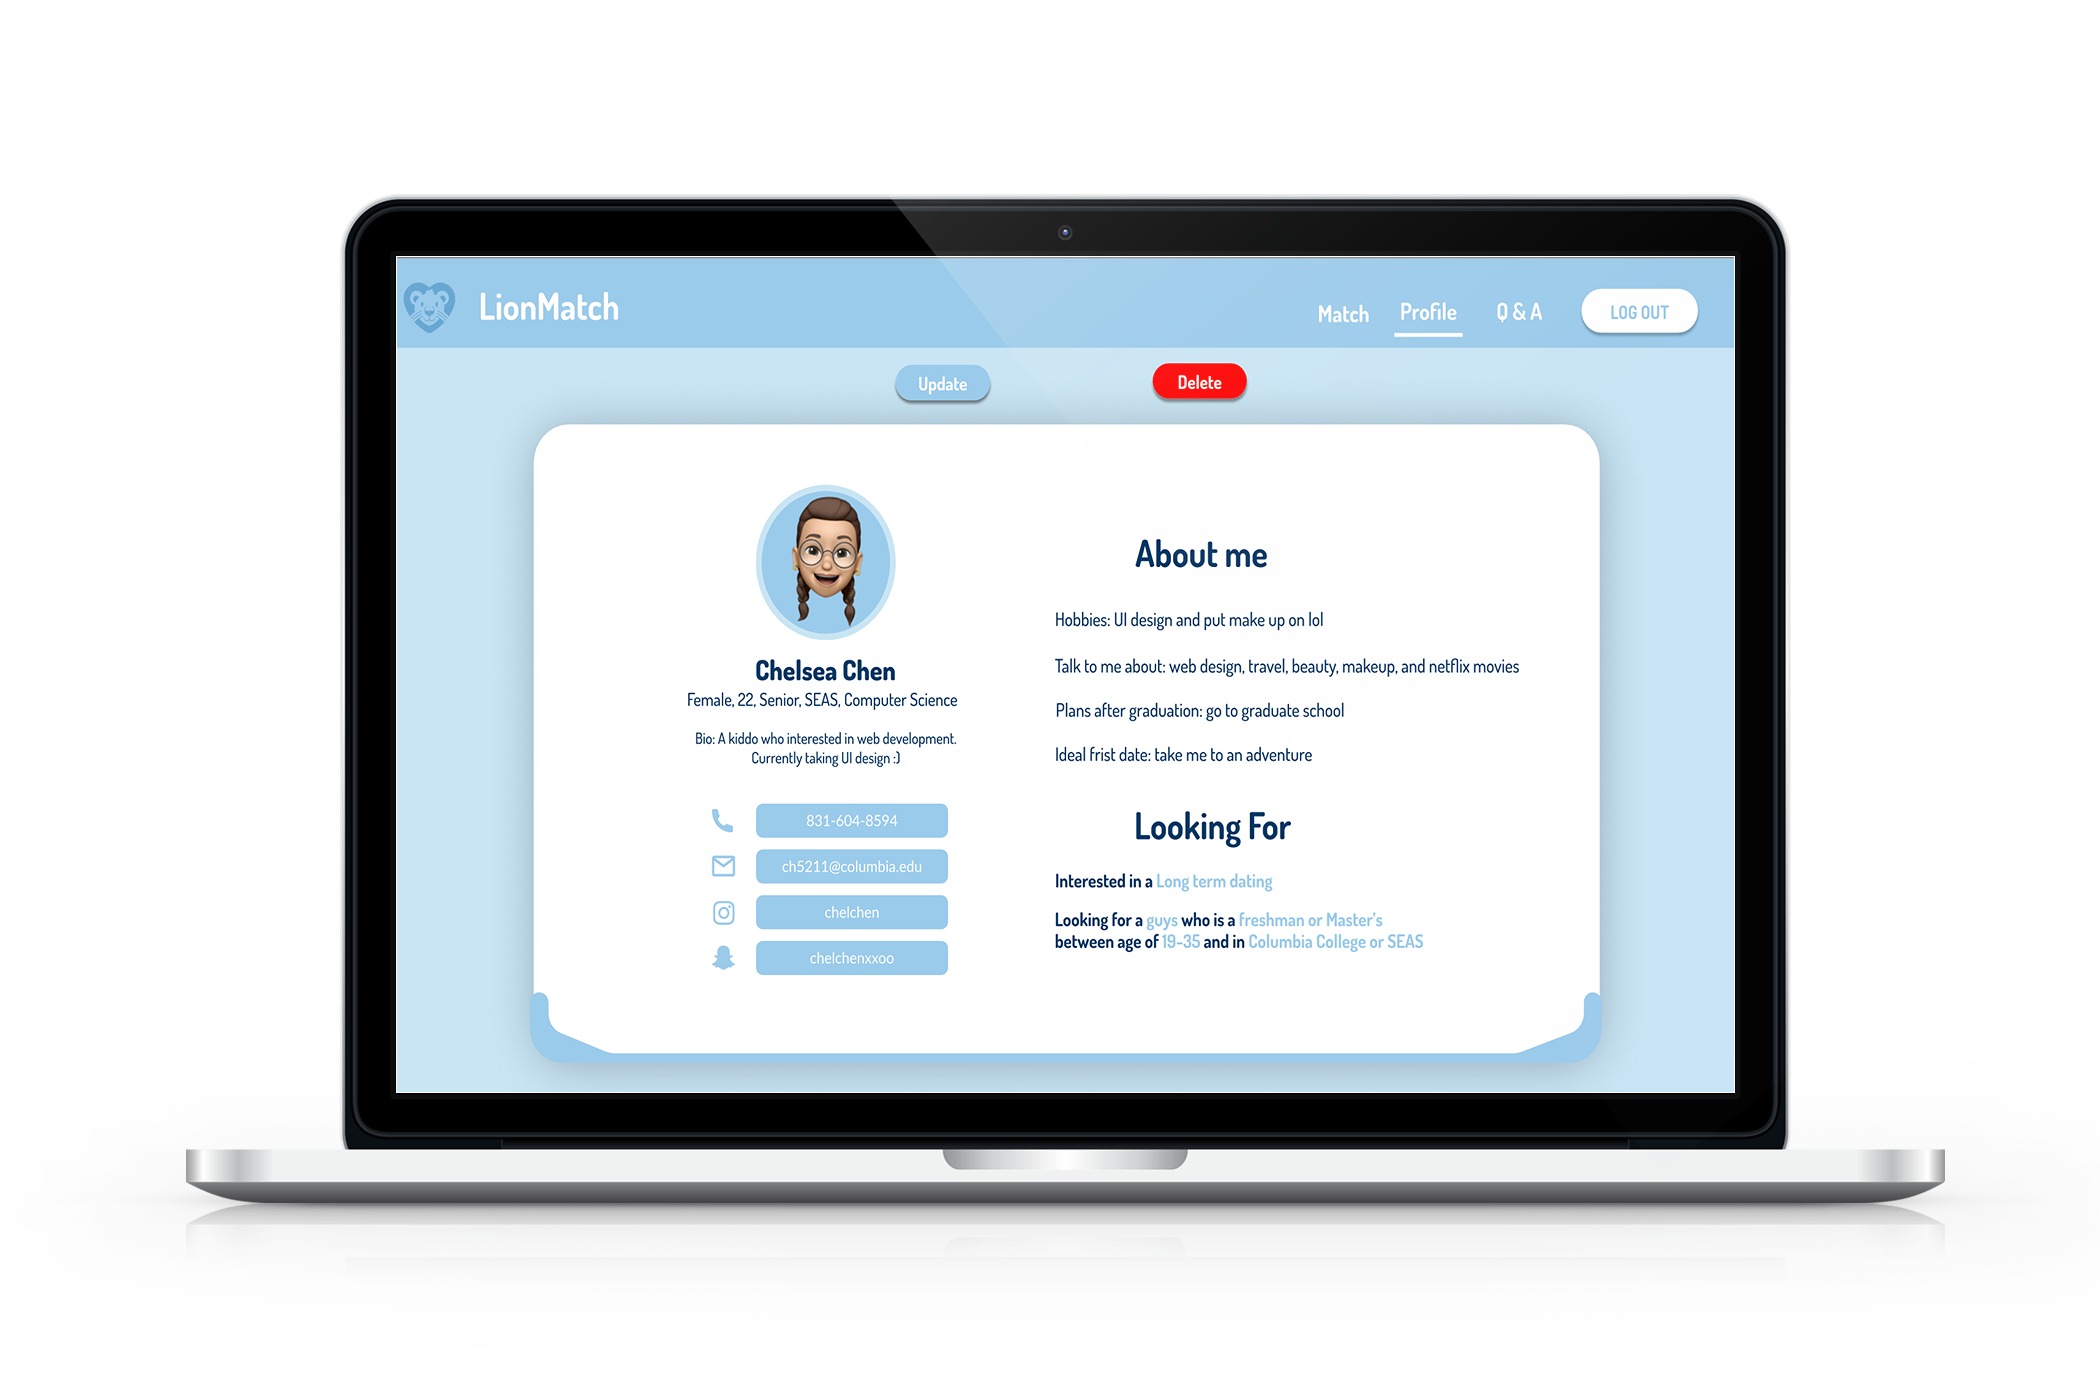 LionMatch
Match
Profile
Q & A
LOG OUT
Update
Delete
Chelsea Chen
Female, 22, Senior, SEAS, Computer Science
Bio: A kiddo who interested in web development.
Currently taking UI design :)
831-604-8594
ch5211@columbia.edu
chelchen
chelchenxxoo
About me
Hobbies: UI design and put make up on lol
Talk to me about: web design, travel, beauty, makeup, and netflix movies
Plans after graduation: go to graduate school
Ideal frist date: take me to an adventure
Looking For
Interested in a Long term dating
Looking for a guys who is a freshman or Master's
between age of 19-35 and in Columbia College or SEAS